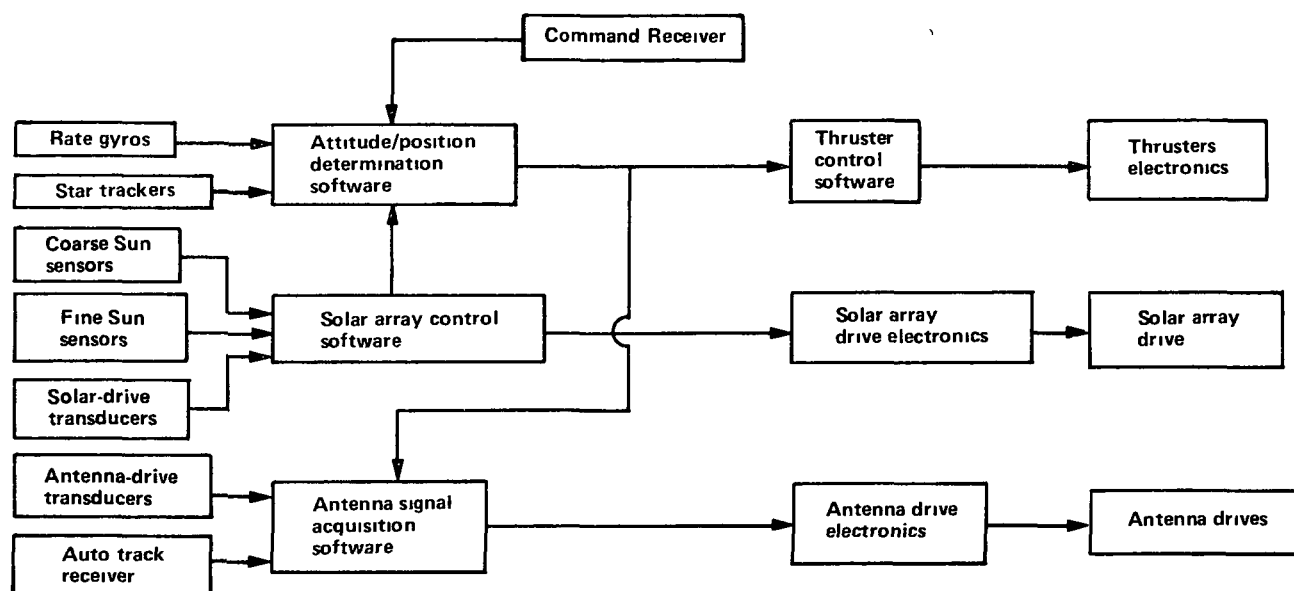 Command Receiver
Rate gyros
Star trackers
Attitude/position
determination
software
Thruster
control
software
Thrusters
electronics
Coarse Sun
sensors
Fine Sun
sensors
Solar-drive
transducers
Solar array control
software
Solar array
drive electronics
Solar array
drive
Antenna-drive
transducers
Auto track
receiver
Antenna signal
acquisition
software
Antenna drive
electronics
Antenna drives